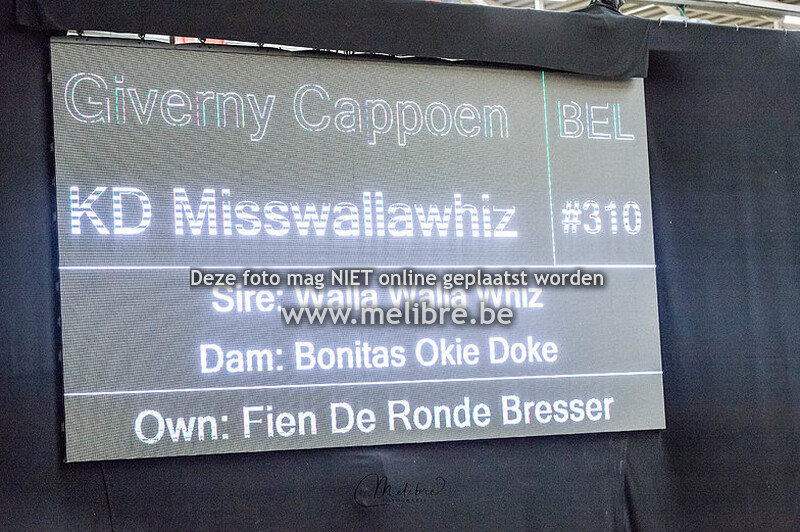 Giverny Cappoen BEL
KD Misswallawhiz #310
Deze foto mag NIET online geplaatst worden
Sire: Walla Walla Whiz
www.melibre.be
Dam: Bonitas Okie Doke
Own: Fien De Ronde Bresser
Melibre